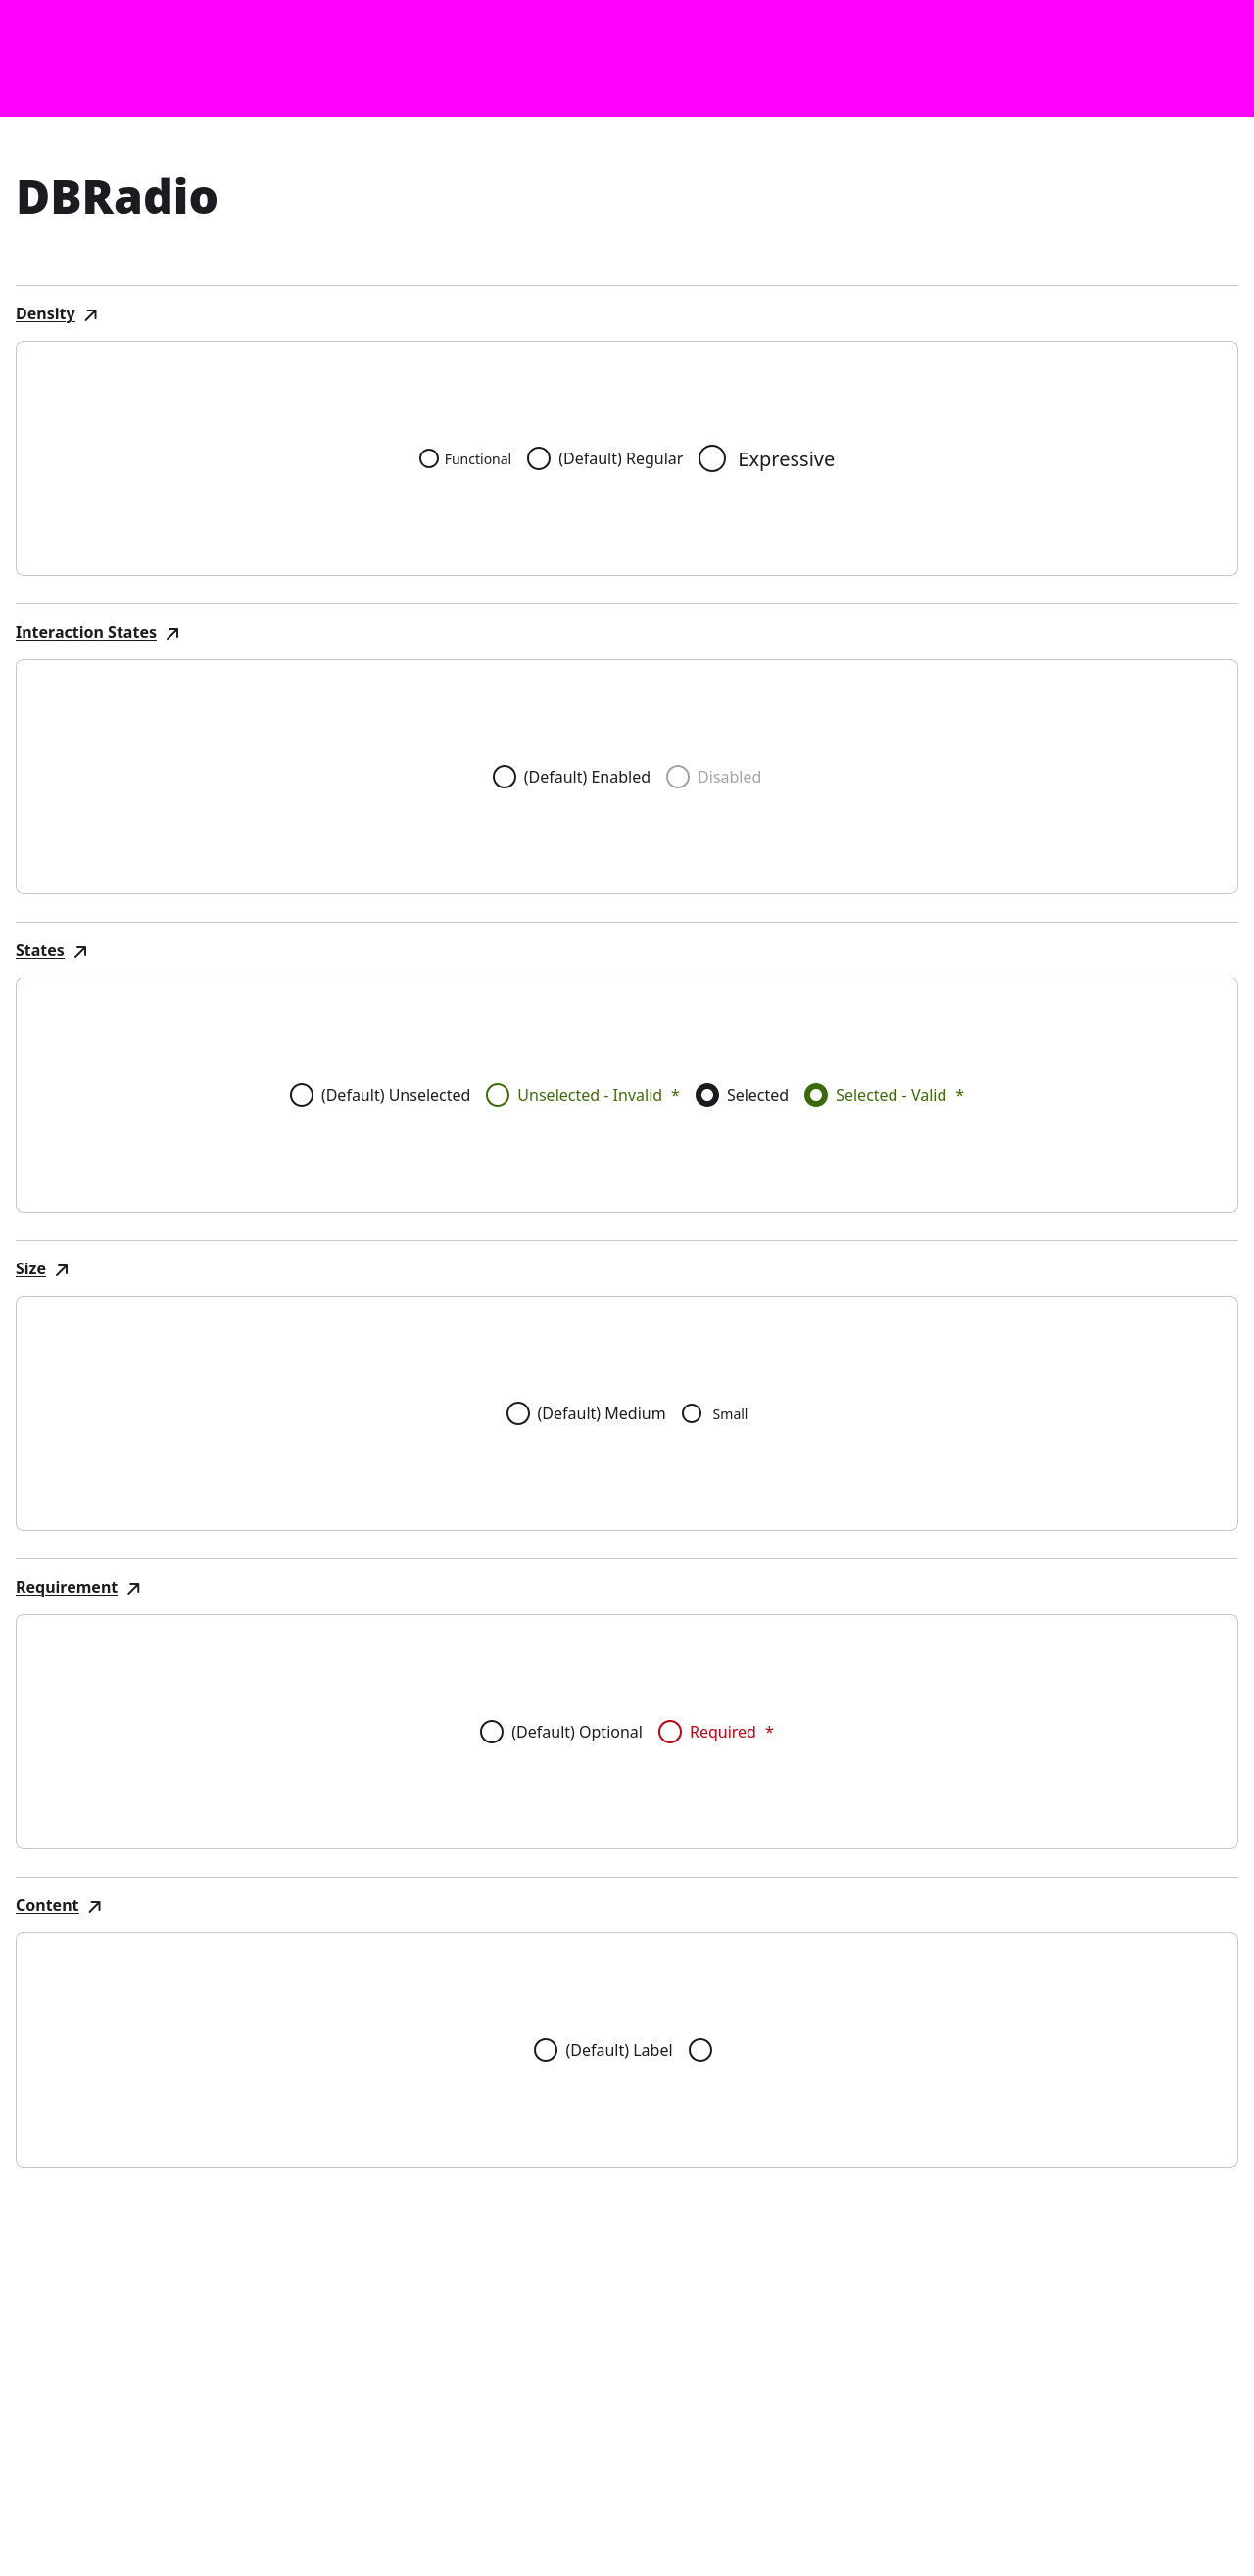 DBRadio
Density
Functional (Default) Regular Expressive
Interaction States
(Default) Enabled Disabled
States
(Default) Unselected Unselected - Invalid * Selected Selected - Valid *
Size
(Default) Medium Small
Requirement
(Default) Optional Required *
Content
(Default) Label